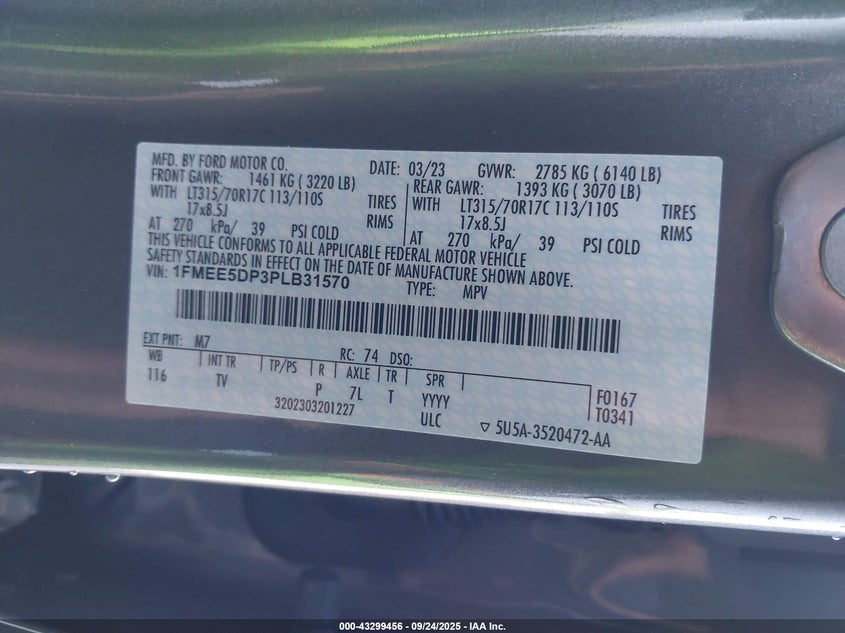 MFD. BY FORD MOTOR CO. DATE: 03/23 GVWR: 2785 KG ( 6140 LB)
FRONT GAWR: 1461 KG ( 3220 LB) REAR GAWR: 1393 KG ( 3070 LB)
WITH LT315/70R17C 113/110S TIRES WITH LT315/70R17C 113/110S TIRES
17x8.5J RIMS 17x8.5J RIMS
AT 270 kPa/ 39 PSI COLD AT 270 kPa/ 39 PSI COLD
THIS VEHICLE CONFORMS TO ALL APPLICABLE FEDERAL MOTOR VEHICLE
SAFETY STANDARDS IN EFFECT ON THE DATE OF MANUFACTURE SHOWN ABOVE.
VIN: 1FMEE5DP3PLB31570 TYPE: MPV
EXT PNT: M7 RC: 74 DSO:
WB INT TR TP/PS R AXLE TR SPR F0167
116 TV P 7L T YYYY T0341
3202303201227 ULC ▽ 5U5A-3520472-AA
000-43299456 - 09/24/2025 - IAA Inc.